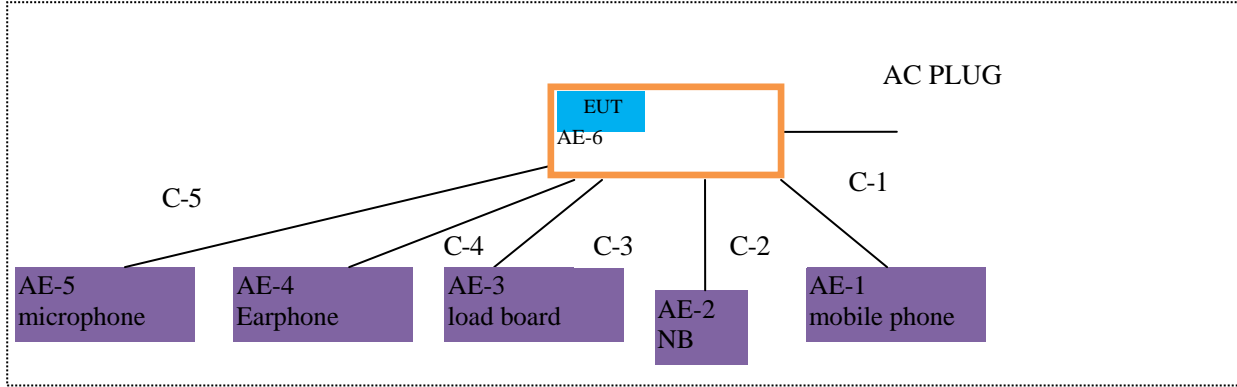 AC PLUG
EUT
AE-6
C-1
C-5
C-4
C-3
C-2
AE-5
microphone
AE-4
Earphone
AE-3
load board
AE-2
NB
AE-1
mobile phone